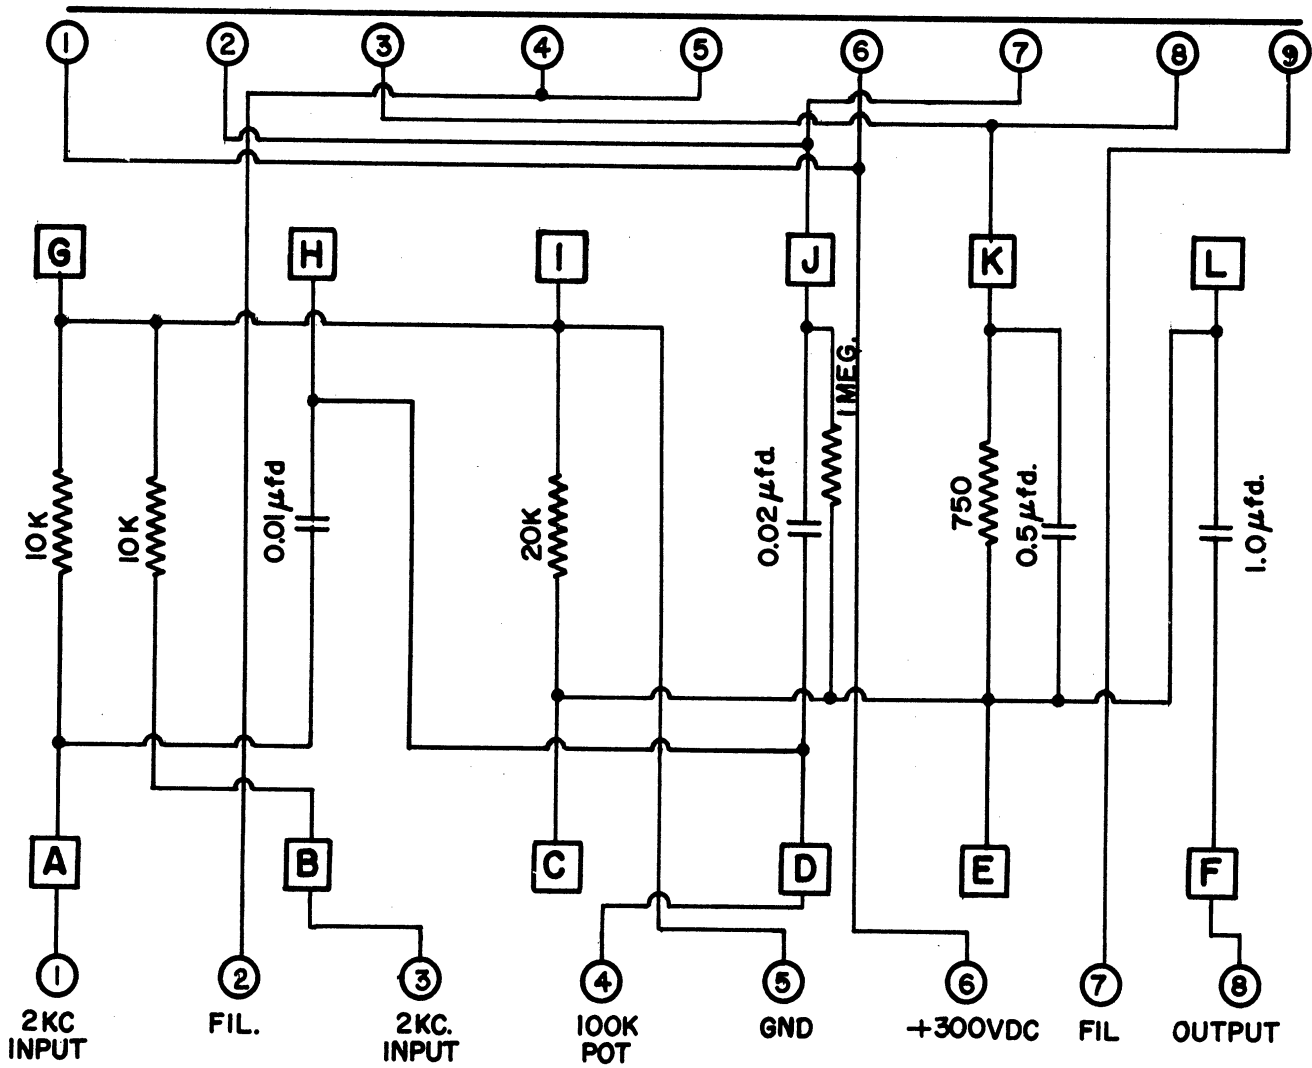 1 2 3 4 5 6 7 8 9
G H I J K L
1 MEG.
10K 10K 0.01µfd 20K 0.02µfd. 750 0.5µfd. 1.0µfd.
A B C D E F
1 2 3 4 5 6 7 8
2KC FIL. 2KC. 100K GND +300VDC FIL OUTPUT
INPUT INPUT POT